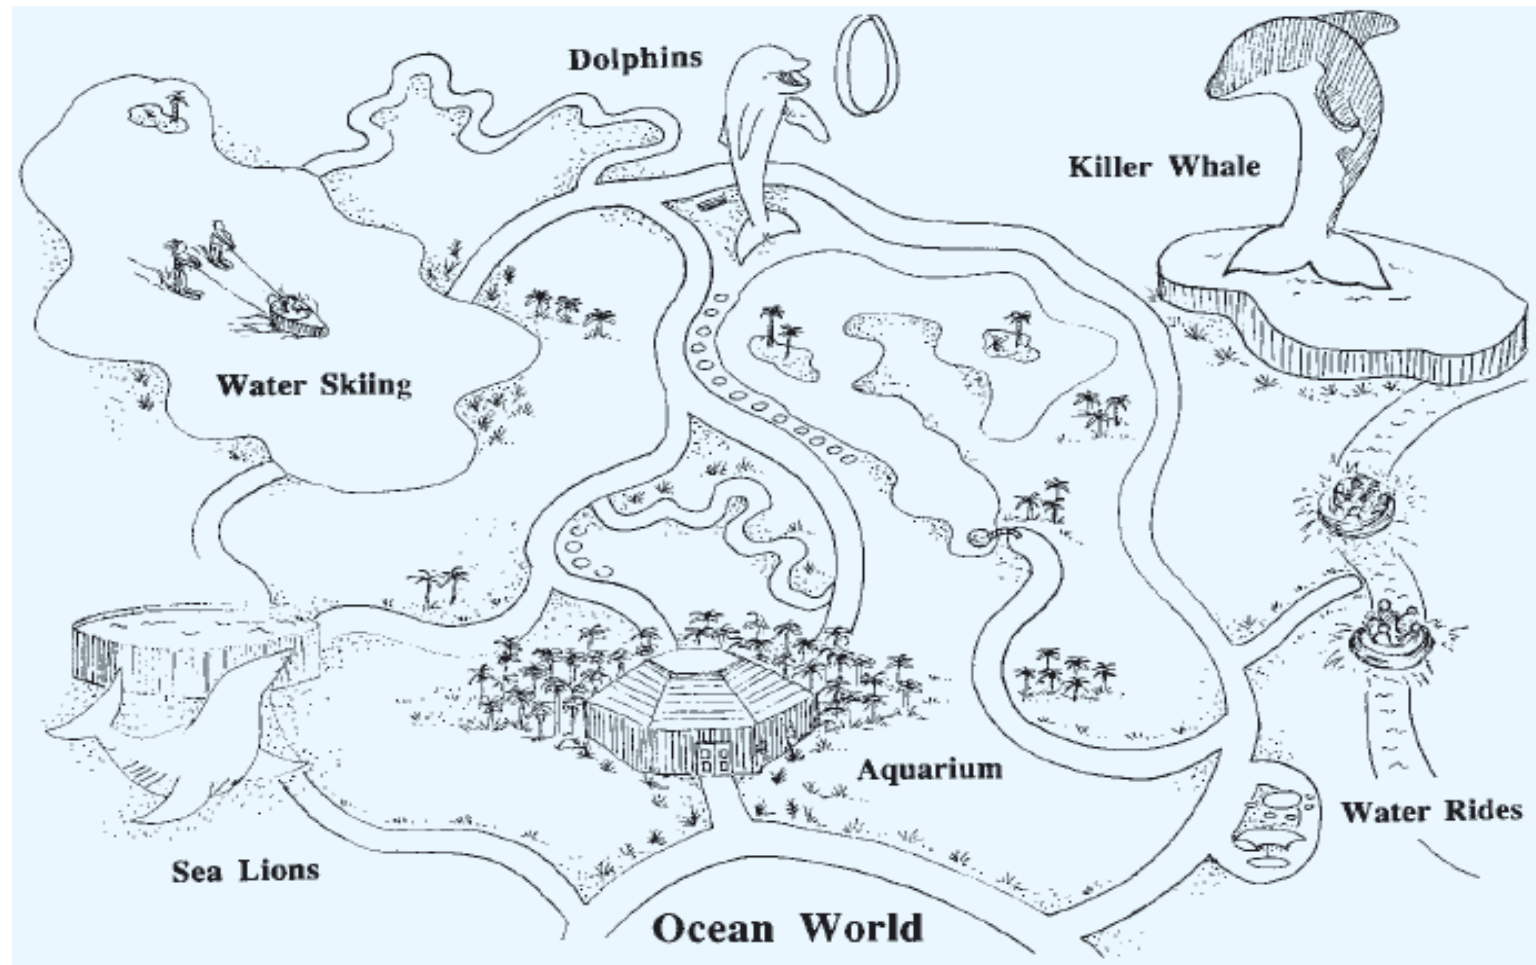 Dolphins
Killer Whale
Water Skiing
Aquarium
Water Rides
Sea Lions
Ocean World